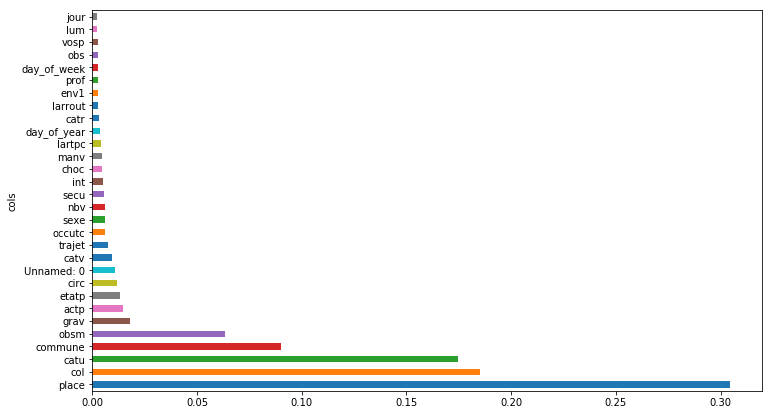 jour
lum
vosp
obs
day_of_week
prof
env1
larrout
catr
day_of_year
lartpc
manv
choc
int
secu
nbv
sexe
occutc
trajet
catv
Unnamed: 0
circ
etatp
actp
grav
obsm
commune
catu
col
place
cols
0.00 0.05 0.10 0.15 0.20 0.25 0.30